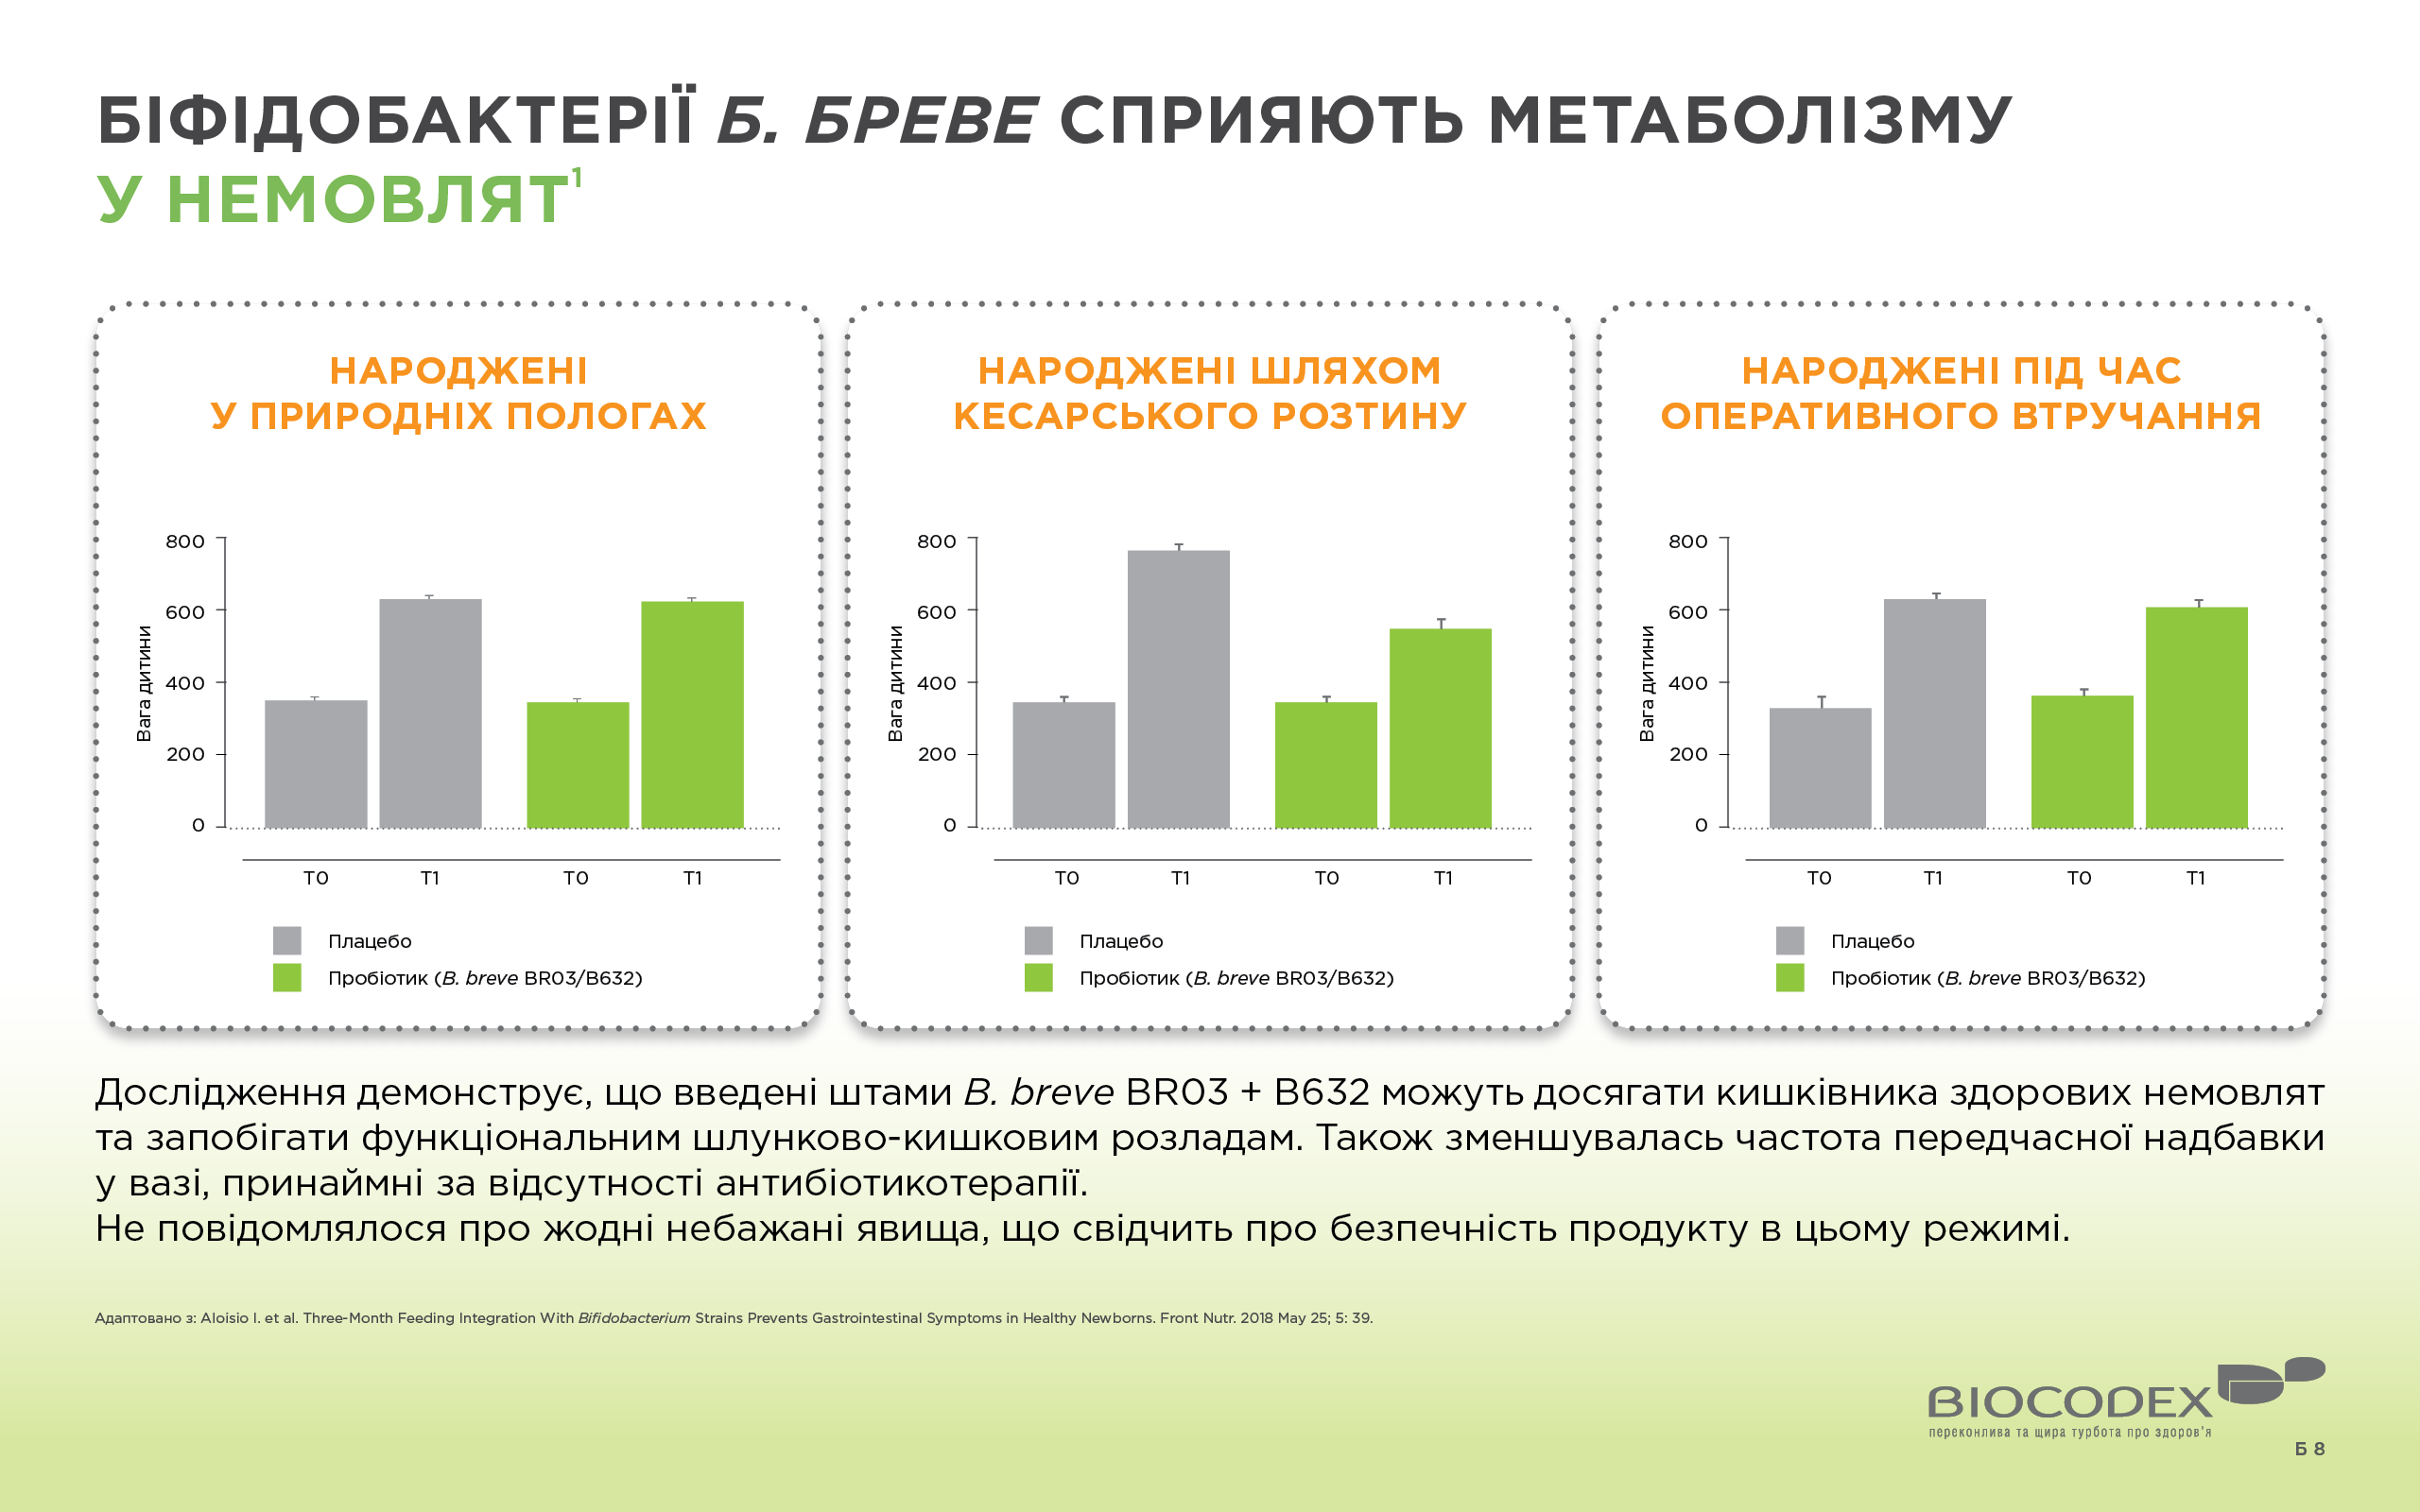 БІФІДОБАКТЕРІЇ Б. БРЕВЕ СПРИЯЮТЬ МЕТАБОЛІЗМУ
У НЕМОВЛЯТ¹
НАРОДЖЕНІ
У ПРИРОДНІХ ПОЛОГАХ
Вага дитини
800
600
400
200
0
T0 T1 T0 T1
Плацебо
Пробіотик (B. breve BR03/B632)
НАРОДЖЕНІ ШЛЯХОМ
КЕСАРСЬКОГО РОЗТИНУ
Вага дитини
800
600
400
200
0
T0 T1 T0 T1
Плацебо
Пробіотик (B. breve BR03/B632)
НАРОДЖЕНІ ПІД ЧАС
ОПЕРАТИВНОГО ВТРУЧАННЯ
Вага дитини
800
600
400
200
0
T0 T1 T0 T1
Плацебо
Пробіотик (B. breve BR03/B632)
Дослідження демонструє, що введені штами B. breve BR03 + B632 можуть досягати кишківника здорових немовлят
та запобігати функціональним шлунково-кишковим розладам. Також зменшувалась частота передчасної надбавки
у вазі, принаймні за відсутності антибіотикотерапії.
Не повідомлялося про жодні небажані явища, що свідчить про безпечність продукту в цьому режимі.
Адаптовано з: Aloisio I. et al. Three-Month Feeding Integration With Bifidobacterium Strains Prevents Gastrointestinal Symptoms in Healthy Newborns. Front Nutr. 2018 May 25; 5: 39.
BIOCODEX
переконлива та щира турбота про здоров'я
Б 8